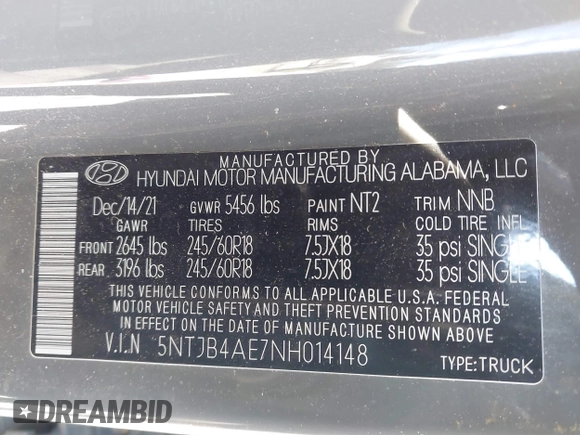 MANUFACTURED BY
HYUNDAI MOTOR MANUFACTURING ALABAMA, LLC
Dec/14/21 GVWR 5456 lbs PAINT NT2 TRIM NNB
GAWR TIRES RIMS COLD TIRE INFL
FRONT 2645 lbs 245/60R18 7.5JX18 35 psi SINGLE
REAR 3196 lbs 245/60R18 7.5JX18 35 psi SINGLE
THIS VEHICLE CONFORMS TO ALL APPLICABLE U.S.A. FEDERAL
MOTOR VEHICLE SAFETY AND THEFT PREVENTION STANDARDS
IN EFFECT ON THE DATE OF MANUFACTURE SHOWN ABOVE.
V.I.N 5NTJB4AE7NH014148
TYPE:TRUCK
DREAMBID